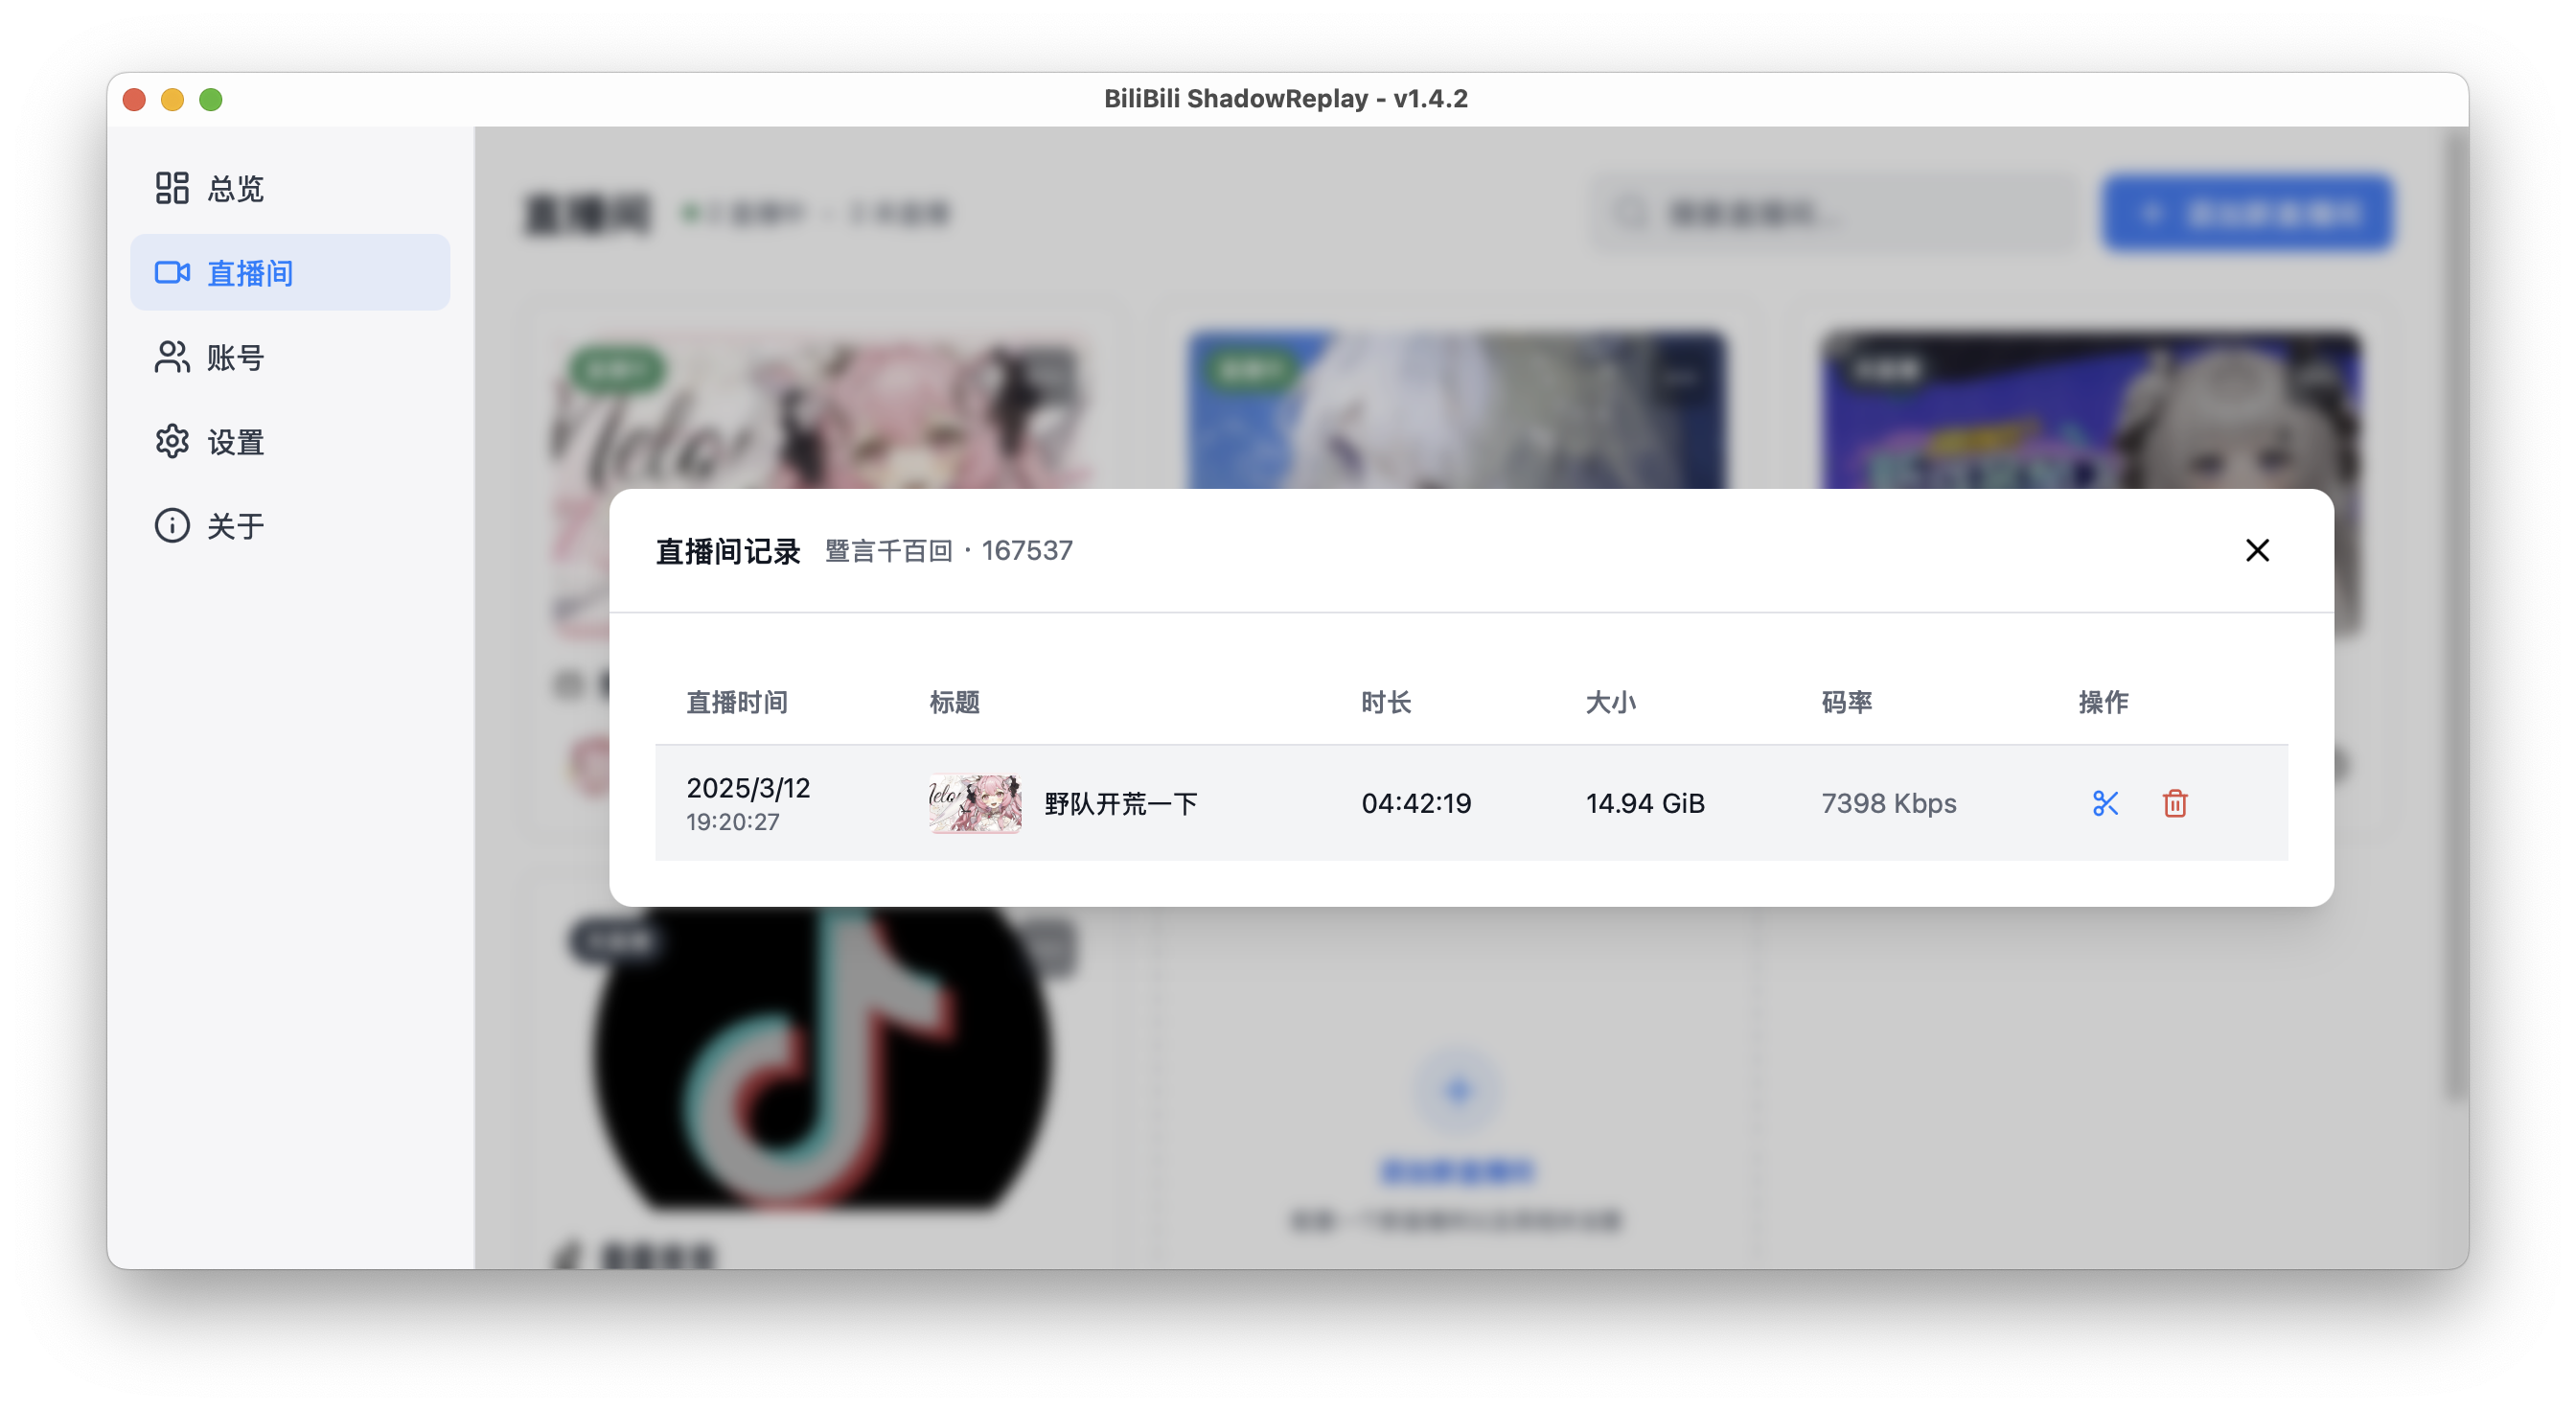 BiliBili ShadowReplay - v1.4.2
总览
直播间
账号
设置
关于
直播间
直播间记录 暨言千百回 · 167537
直播时间 标题 时长 大小 码率 操作
2025/3/12
19:20:27
野队开荒一下 04:42:19 14.94 GiB 7398 Kbps